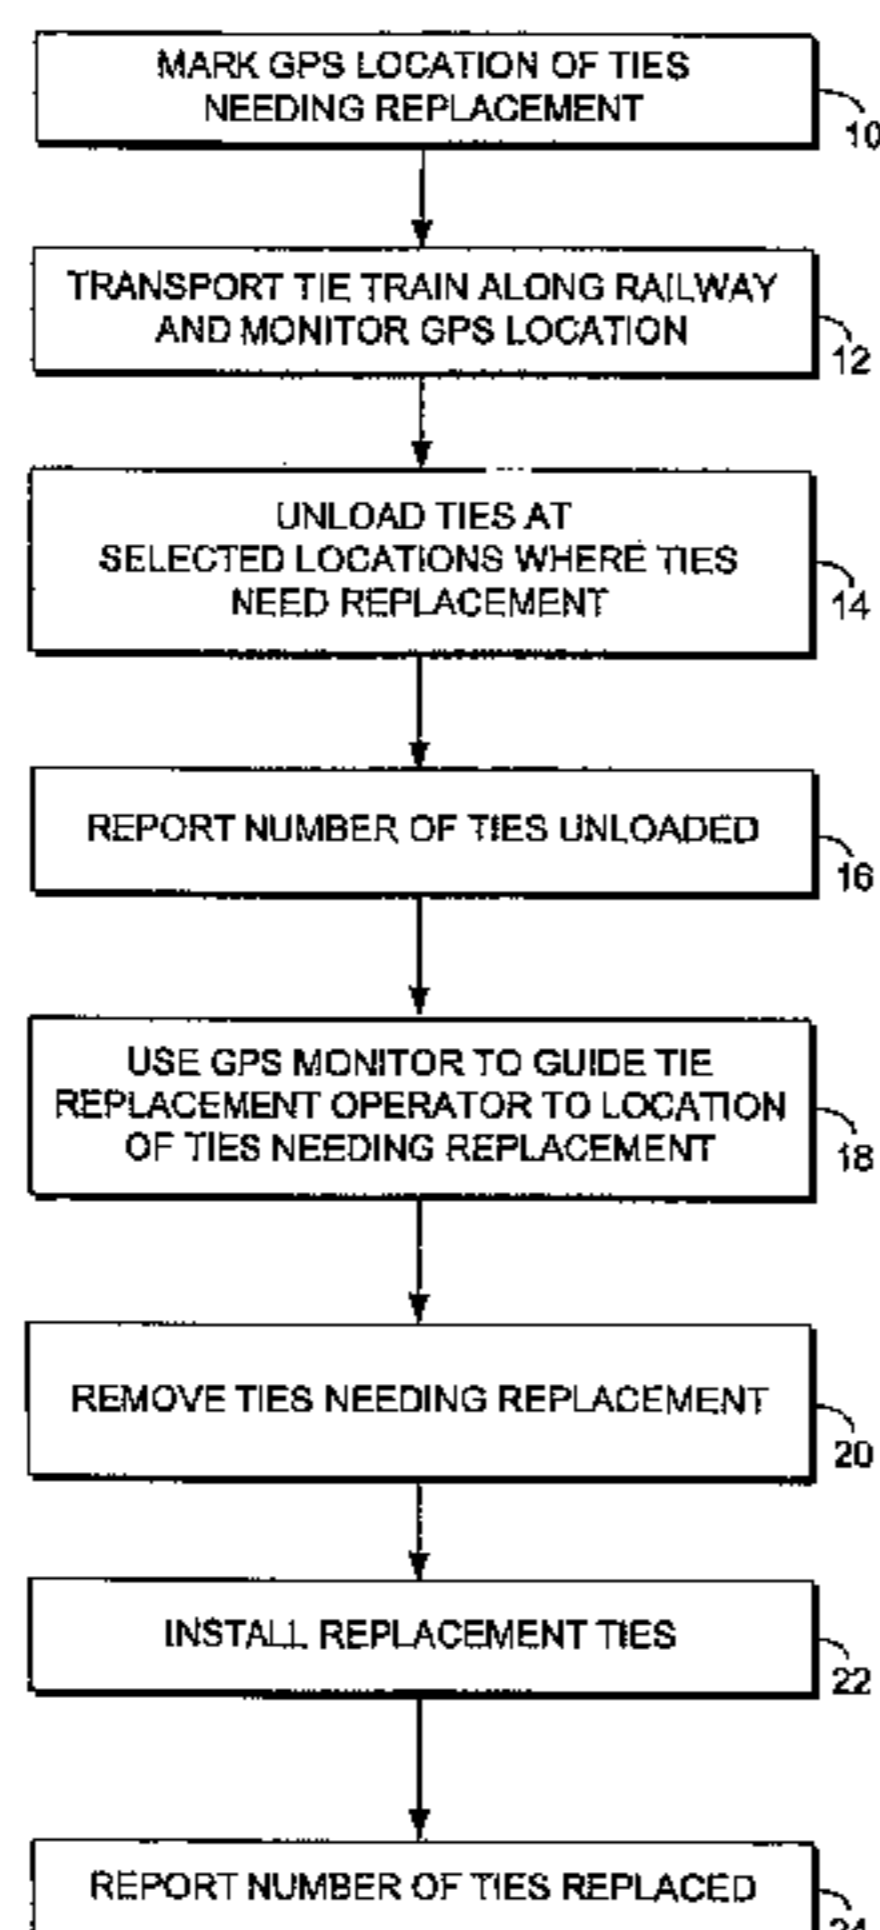 MARK GPS LOCATION OF TIES
NEEDING REPLACEMENT
10
TRANSPORT TIE TRAIN ALONG RAILWAY
AND MONITOR GPS LOCATION
12
UNLOAD TIES AT
SELECTED LOCATIONS WHERE TIES
NEED REPLACEMENT
14
REPORT NUMBER OF TIES UNLOADED
16
USE GPS MONITOR TO GUIDE TIE
REPLACEMENT OPERATOR TO LOCATION
OF TIES NEEDING REPLACEMENT
18
REMOVE TIES NEEDING REPLACEMENT
20
INSTALL REPLACEMENT TIES
22
REPORT NUMBER OF TIES REPLACED
24